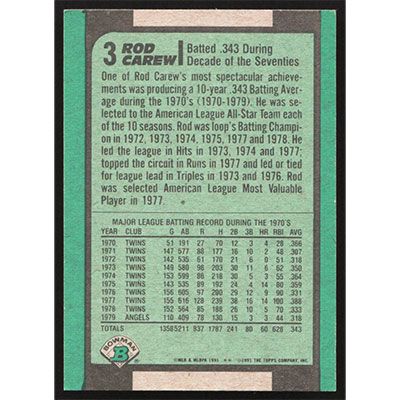 3 ROD CAREW
Batted .343 During
Decade of the Seventies
One of Rod Carew's most spectacular achieve-
ments was producing a 10-year .343 Batting Aver-
age during the 1970's (1970-1979). He was se-
lected to the American League All-Star Team each
of the 10 seasons. Rod was loop's Batting Champi-
on in 1972, 1973, 1974, 1975, 1977 and 1978. He
led the league in Hits in 1973, 1974 and 1977;
topped the circuit in Runs in 1977 and led or tied
for league lead in Triples in 1973 and 1976. Rod
was selected American League Most Valuable
Player in 1977.
MAJOR LEAGUE BATTING RECORD DURING THE 1970'S
YEAR CLUB G AB R H 2B 3B HR RBI AVG
1970 TWINS 51 191 27 70 12 3 4 28 .366
1971 TWINS 147 577 88 177 16 10 2 48 .307
1972 TWINS 142 535 61 170 21 6 0 51 .318
1973 TWINS 149 580 98 203 30 11 6 62 .350
1974 TWINS 153 599 86 218 30 5 3 55 .364
1975 TWINS 143 535 89 192 24 4 14 80 .359
1976 TWINS 156 605 97 200 29 12 9 90 .331
1977 TWINS 155 616 128 239 38 16 14 100 .388
1978 TWINS 152 564 85 188 26 10 5 70 .333
1979 ANGELS 110 409 78 130 15 3 3 44 .318
TOTALS 1358 5211 837 1787 241 80 60 628 .343
BOWMAN B
©MLB & MLBPA 1991 ** ©1991 THE TOPPS COMPANY, INC.